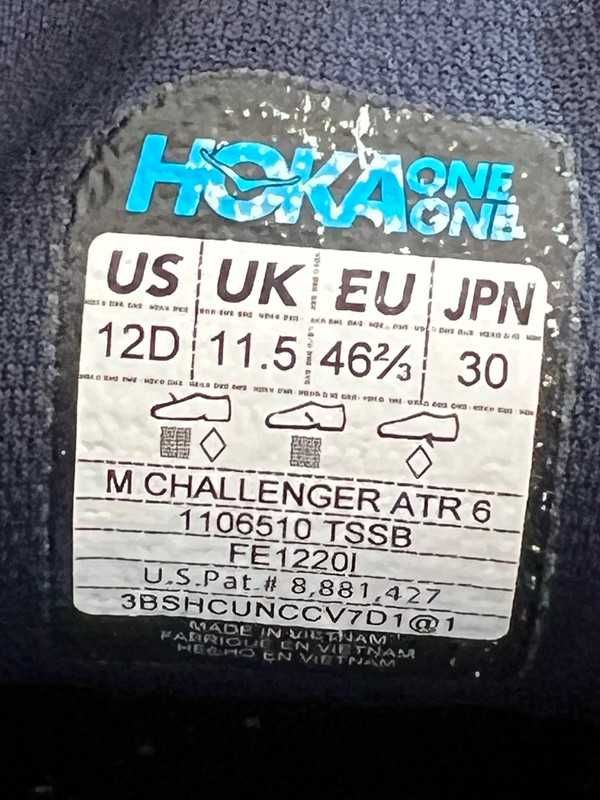 HOKA ONE ONE
US UK EU JPN
12D 11.5 46⅔ 30
M CHALLENGER ATR 6
1106510 TSSB
FE1220I
U.S.Pat.# 8,881,427
3BSHCUNCCV7D1@1
MADE IN VIETNAM
FABRIQUE EN VIETNAM
HECHO EN VIETNAM